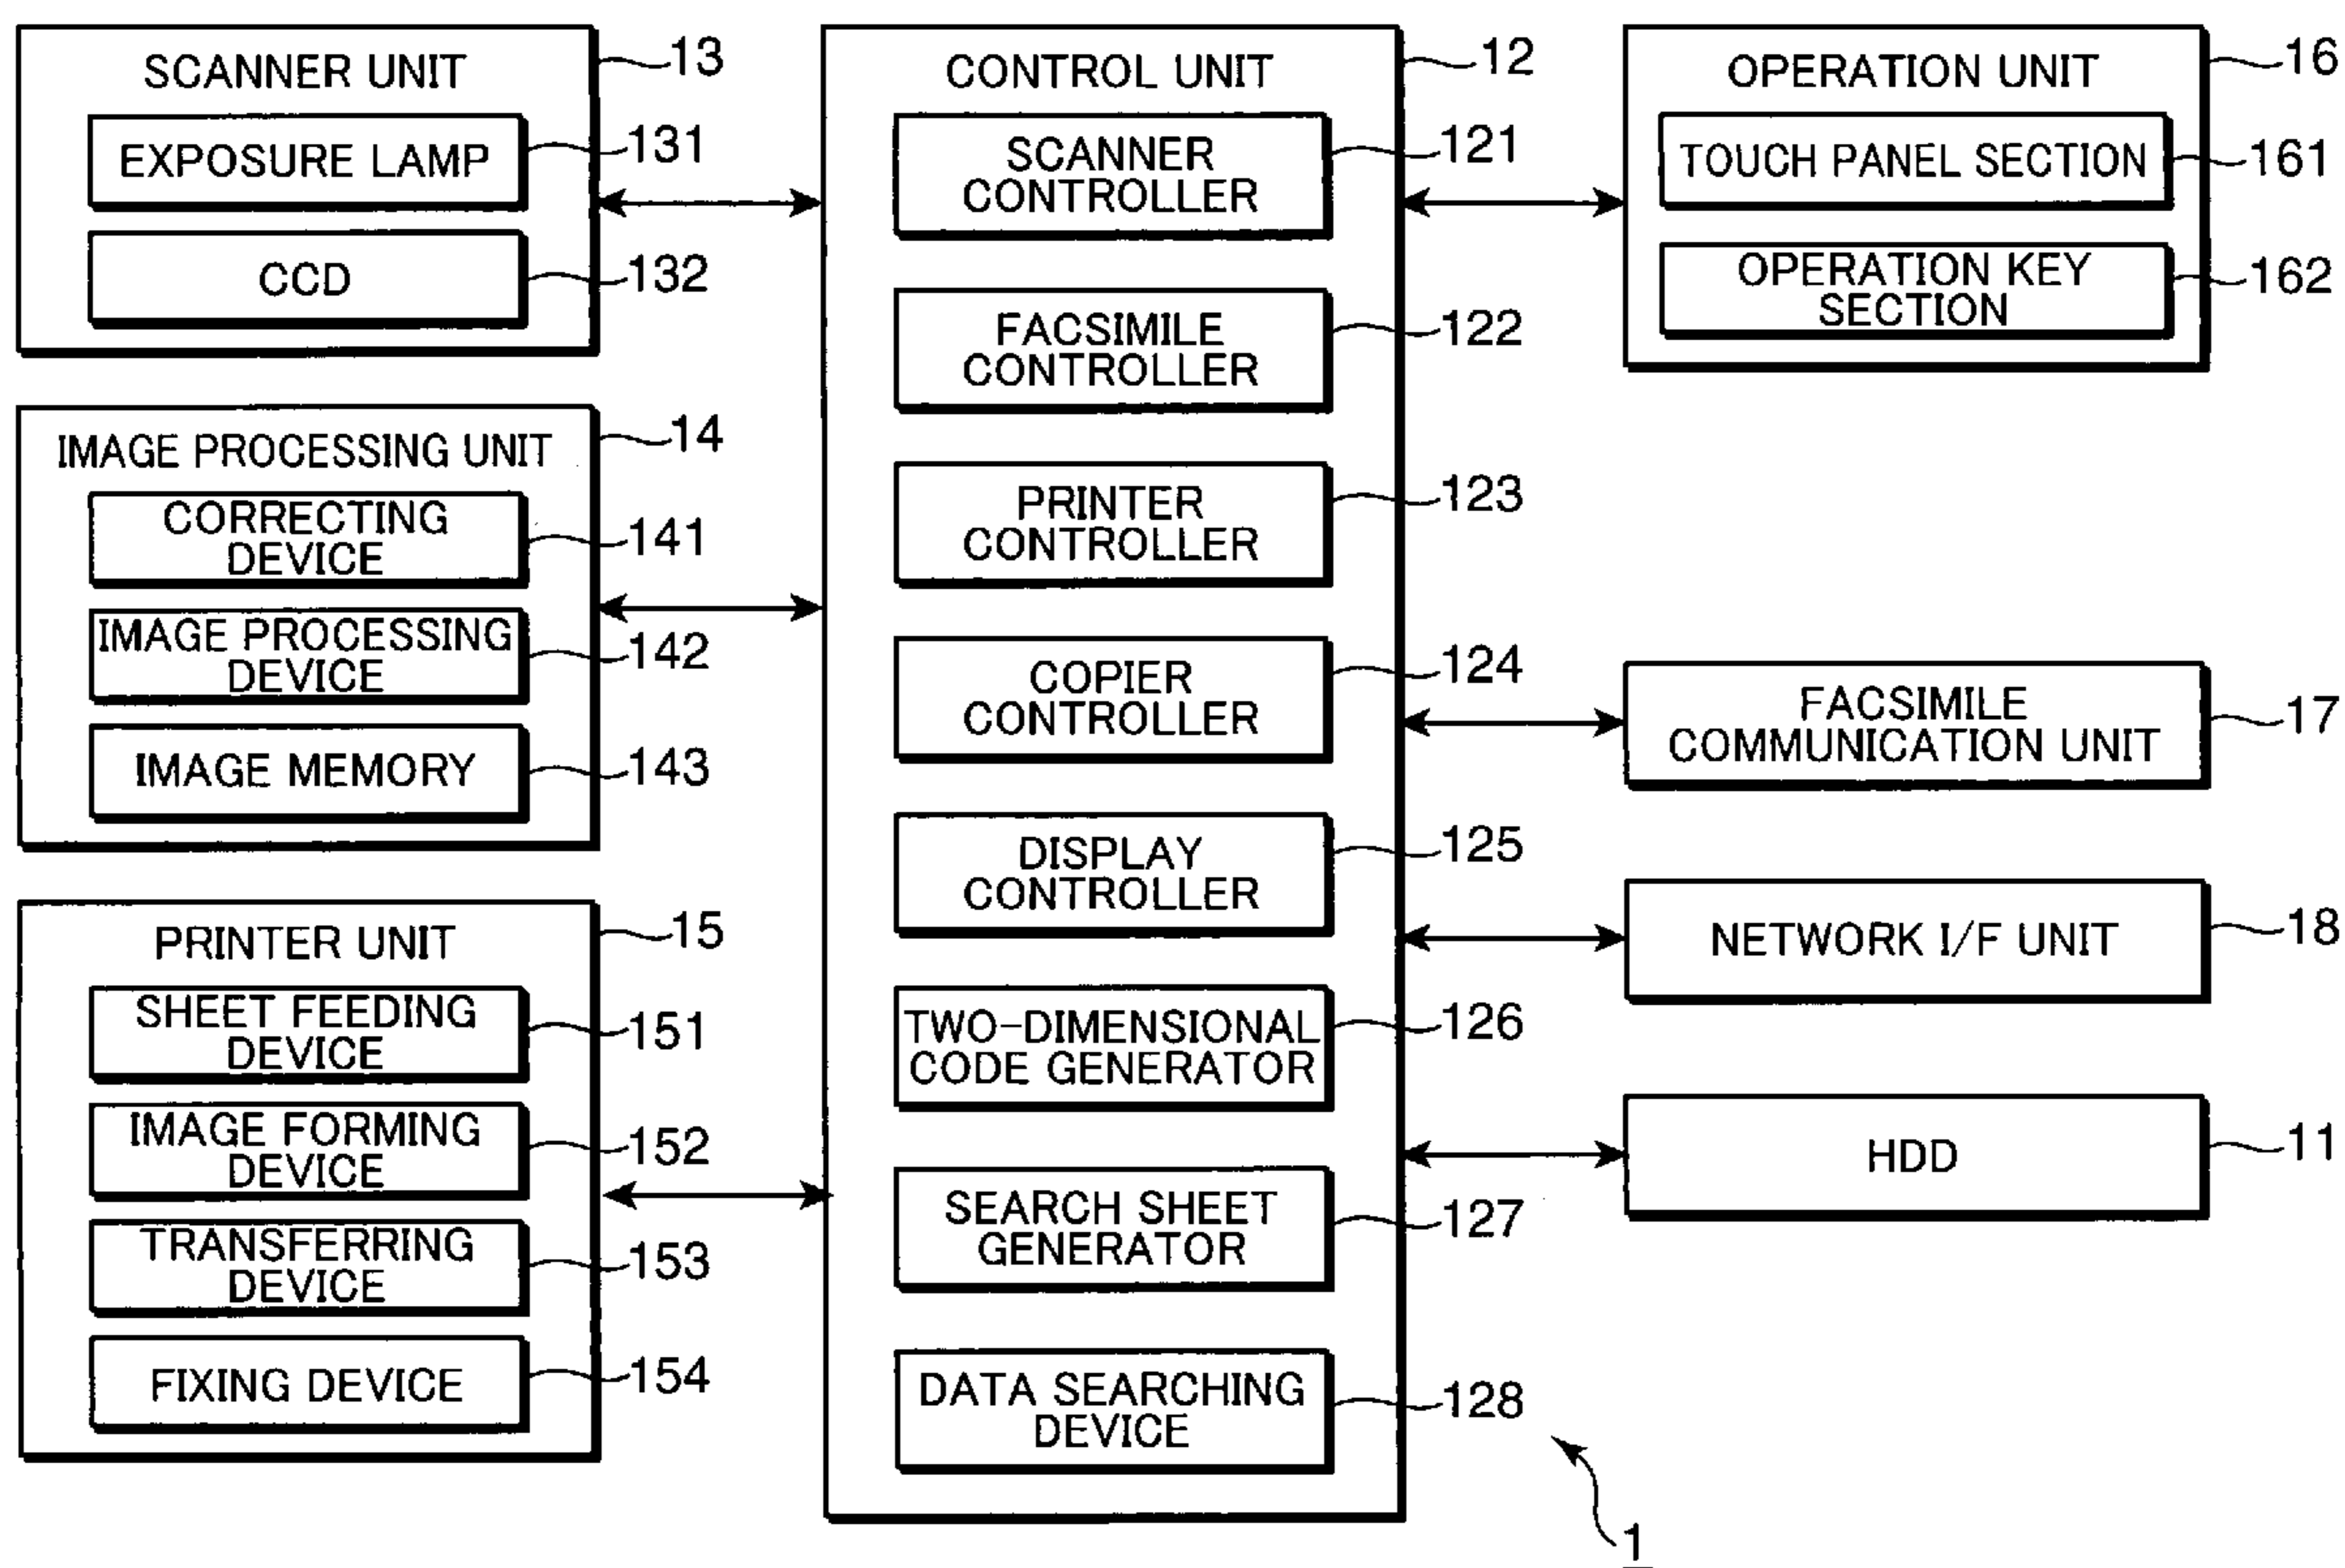 SCANNER UNIT
13
EXPOSURE LAMP
131
CCD
132
IMAGE PROCESSING UNIT
14
CORRECTING
DEVICE
141
IMAGE PROCESSING
DEVICE
142
IMAGE MEMORY
143
PRINTER UNIT
15
SHEET FEEDING
DEVICE
151
IMAGE FORMING
DEVICE
152
TRANSFERRING
DEVICE
153
FIXING DEVICE
154
CONTROL UNIT
12
SCANNER
CONTROLLER
121
FACSIMILE
CONTROLLER
122
PRINTER
CONTROLLER
123
COPIER
CONTROLLER
124
DISPLAY
CONTROLLER
125
TWO-DIMENSIONAL
CODE GENERATOR
126
SEARCH SHEET
GENERATOR
127
DATA SEARCHING
DEVICE
128
OPERATION UNIT
16
TOUCH PANEL SECTION
161
OPERATION KEY
SECTION
162
FACSIMILE
COMMUNICATION UNIT
17
NETWORK I/F UNIT
18
HDD
11
1